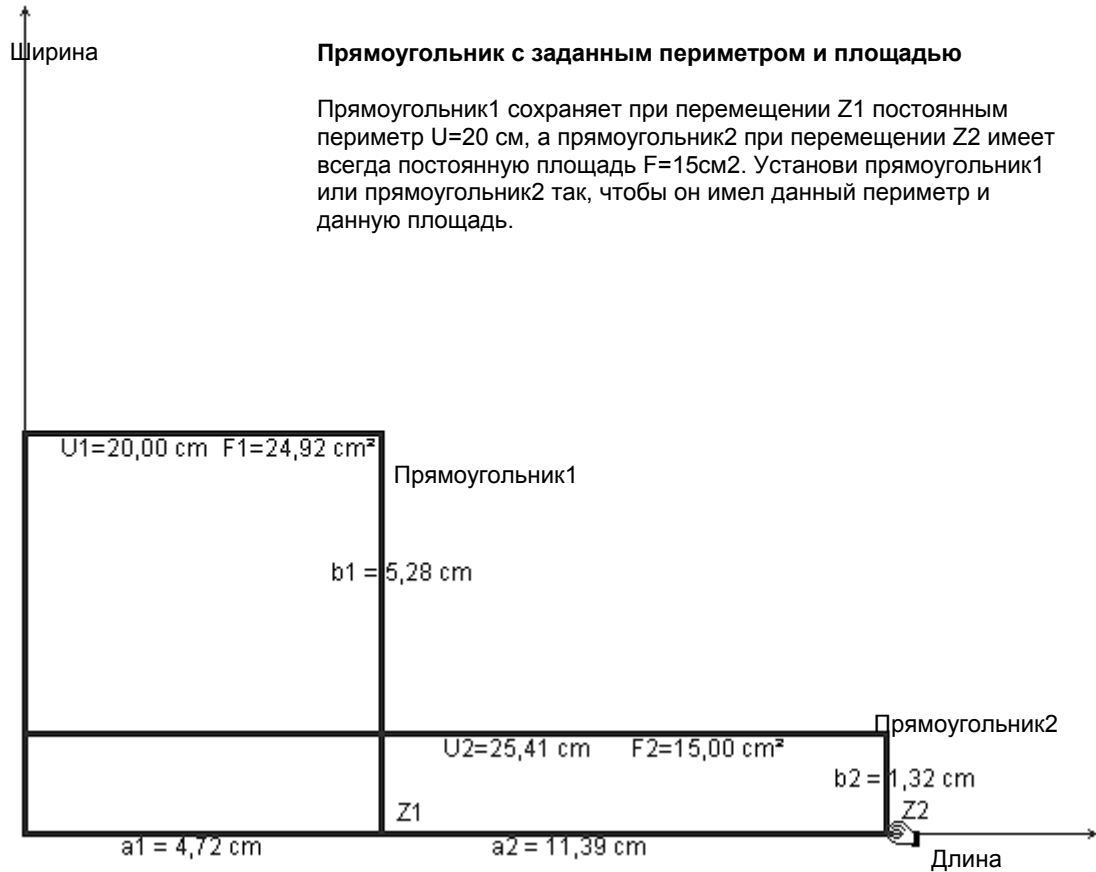 Ширина
Прямоугольник с заданным периметром и площадью
Прямоугольник1 сохраняет при перемещении Z1 постоянным
периметр U=20 см, а прямоугольник2 при перемещении Z2 имеет
всегда постоянную площадь F=15см2. Установи прямоугольник1
или прямоугольник2 так, чтобы он имел данный периметр и
данную площадь.
U1=20,00 cm F1=24,92 cm²
Прямоугольник1
b1 = 5,28 cm
Прямоугольник2
U2=25,41 cm F2=15,00 cm²
b2 = 1,32 cm
Z1
Z2
a1 = 4,72 cm
a2 = 11,39 cm
Длина